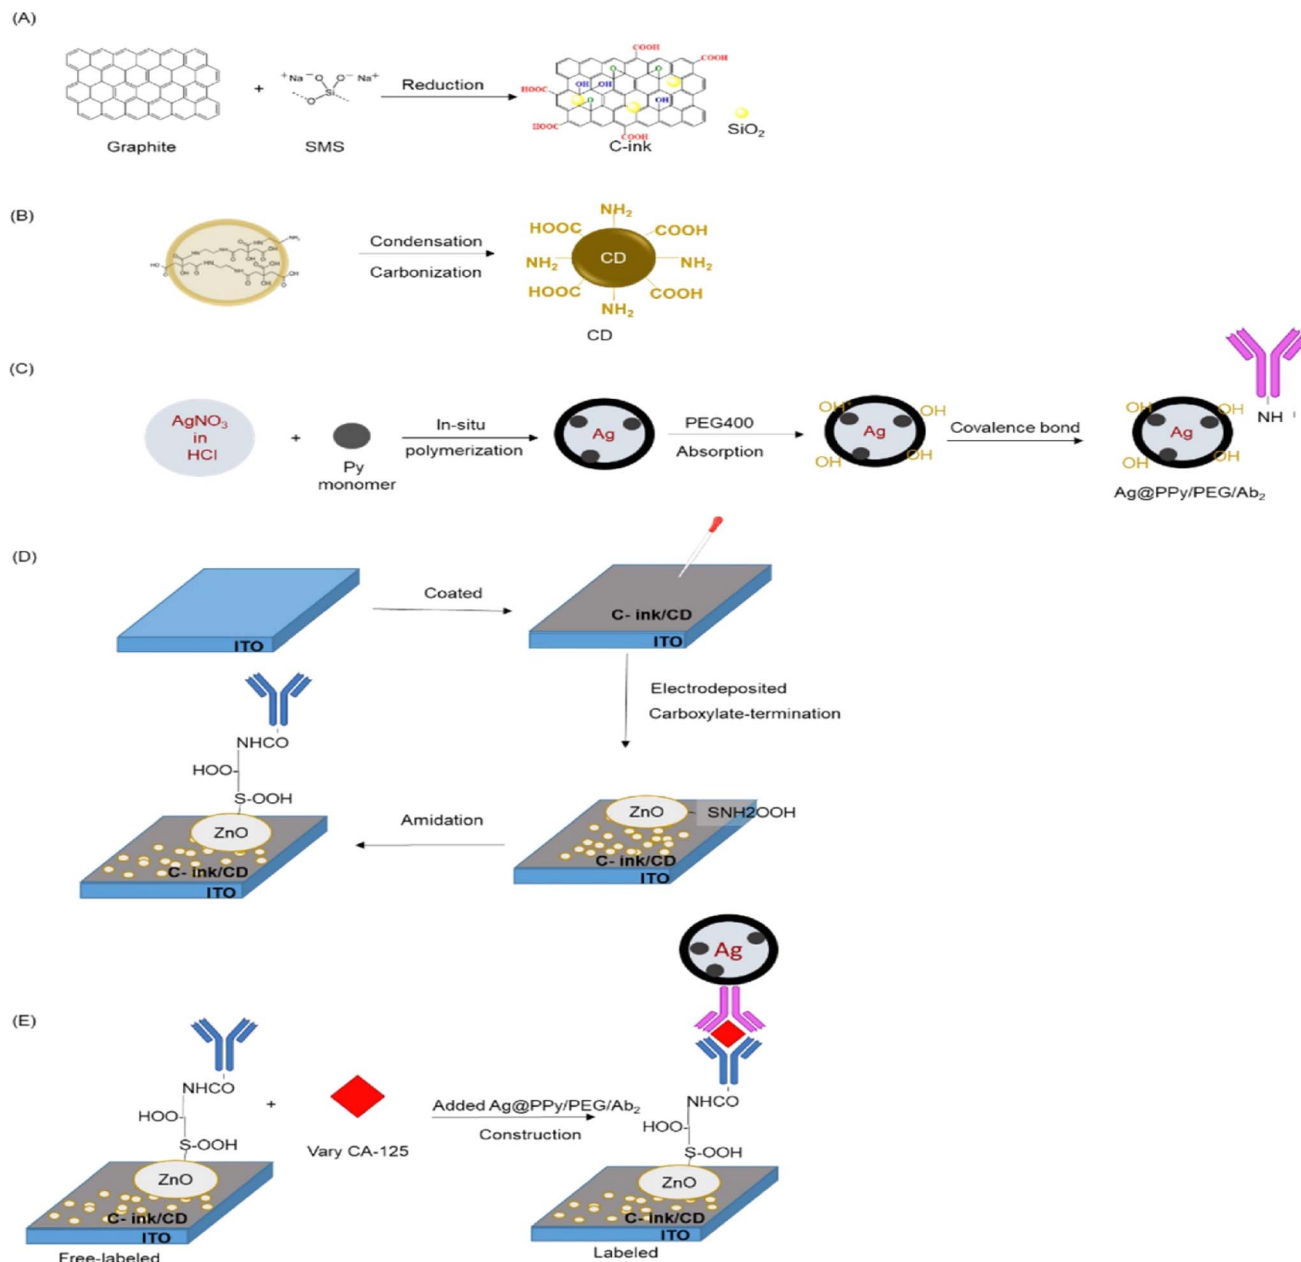 (A)
COOH
COOH
+Na−O
O− Na+
Si
O
+
Reduction
HOOC
O
O
OH
OH
O
OH
HOOC
COOH
SiO2
Graphite
SMS
C-ink
(B)
NH2
HOOC
COOH
Condensation
Carbonization
NH2
CD
NH2
HOOC
COOH
NH2
CD
(C)
AgNO3
in
HCl
+
Py
monomer
In-situ
polymerization
Ag
PEG400
Absorption
OH
OH
Ag
OH
OH
Covalence bond
NH
OH
OH
Ag
OH
OH
Ag@PPy/PEG/Ab2
(D)
ITO
Coated
C- ink/CD
ITO
Electrodeposited
Carboxylate-termination
NHCO
HOO-
S-OOH
ZnO
C- ink/CD
ITO
Amidation
ZnO
SNH2OOH
C- ink/CD
ITO
(E)
NHCO
HOO-
S-OOH
ZnO
C- ink/CD
ITO
Free-labeled
+
Vary CA-125
Added Ag@PPy/PEG/Ab2
Construction
Ag
NHCO
HOO-
S-OOH
ZnO
C- ink/CD
ITO
Labeled